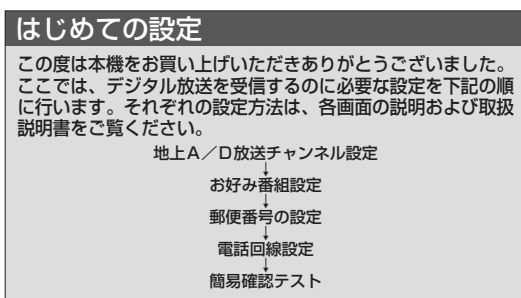 はじめての設定
この度は本機をお買い上げいただきありがとうございました。
ここでは、デジタル放送を受信するのに必要な設定を下記の順
に行います。それぞれの設定方法は、各画面の説明および取扱
説明書をご覧ください。
地上A／D放送チャンネル設定
↓
お好み番組設定
↓
郵便番号の設定
↓
電話回線設定
↓
簡易確認テスト